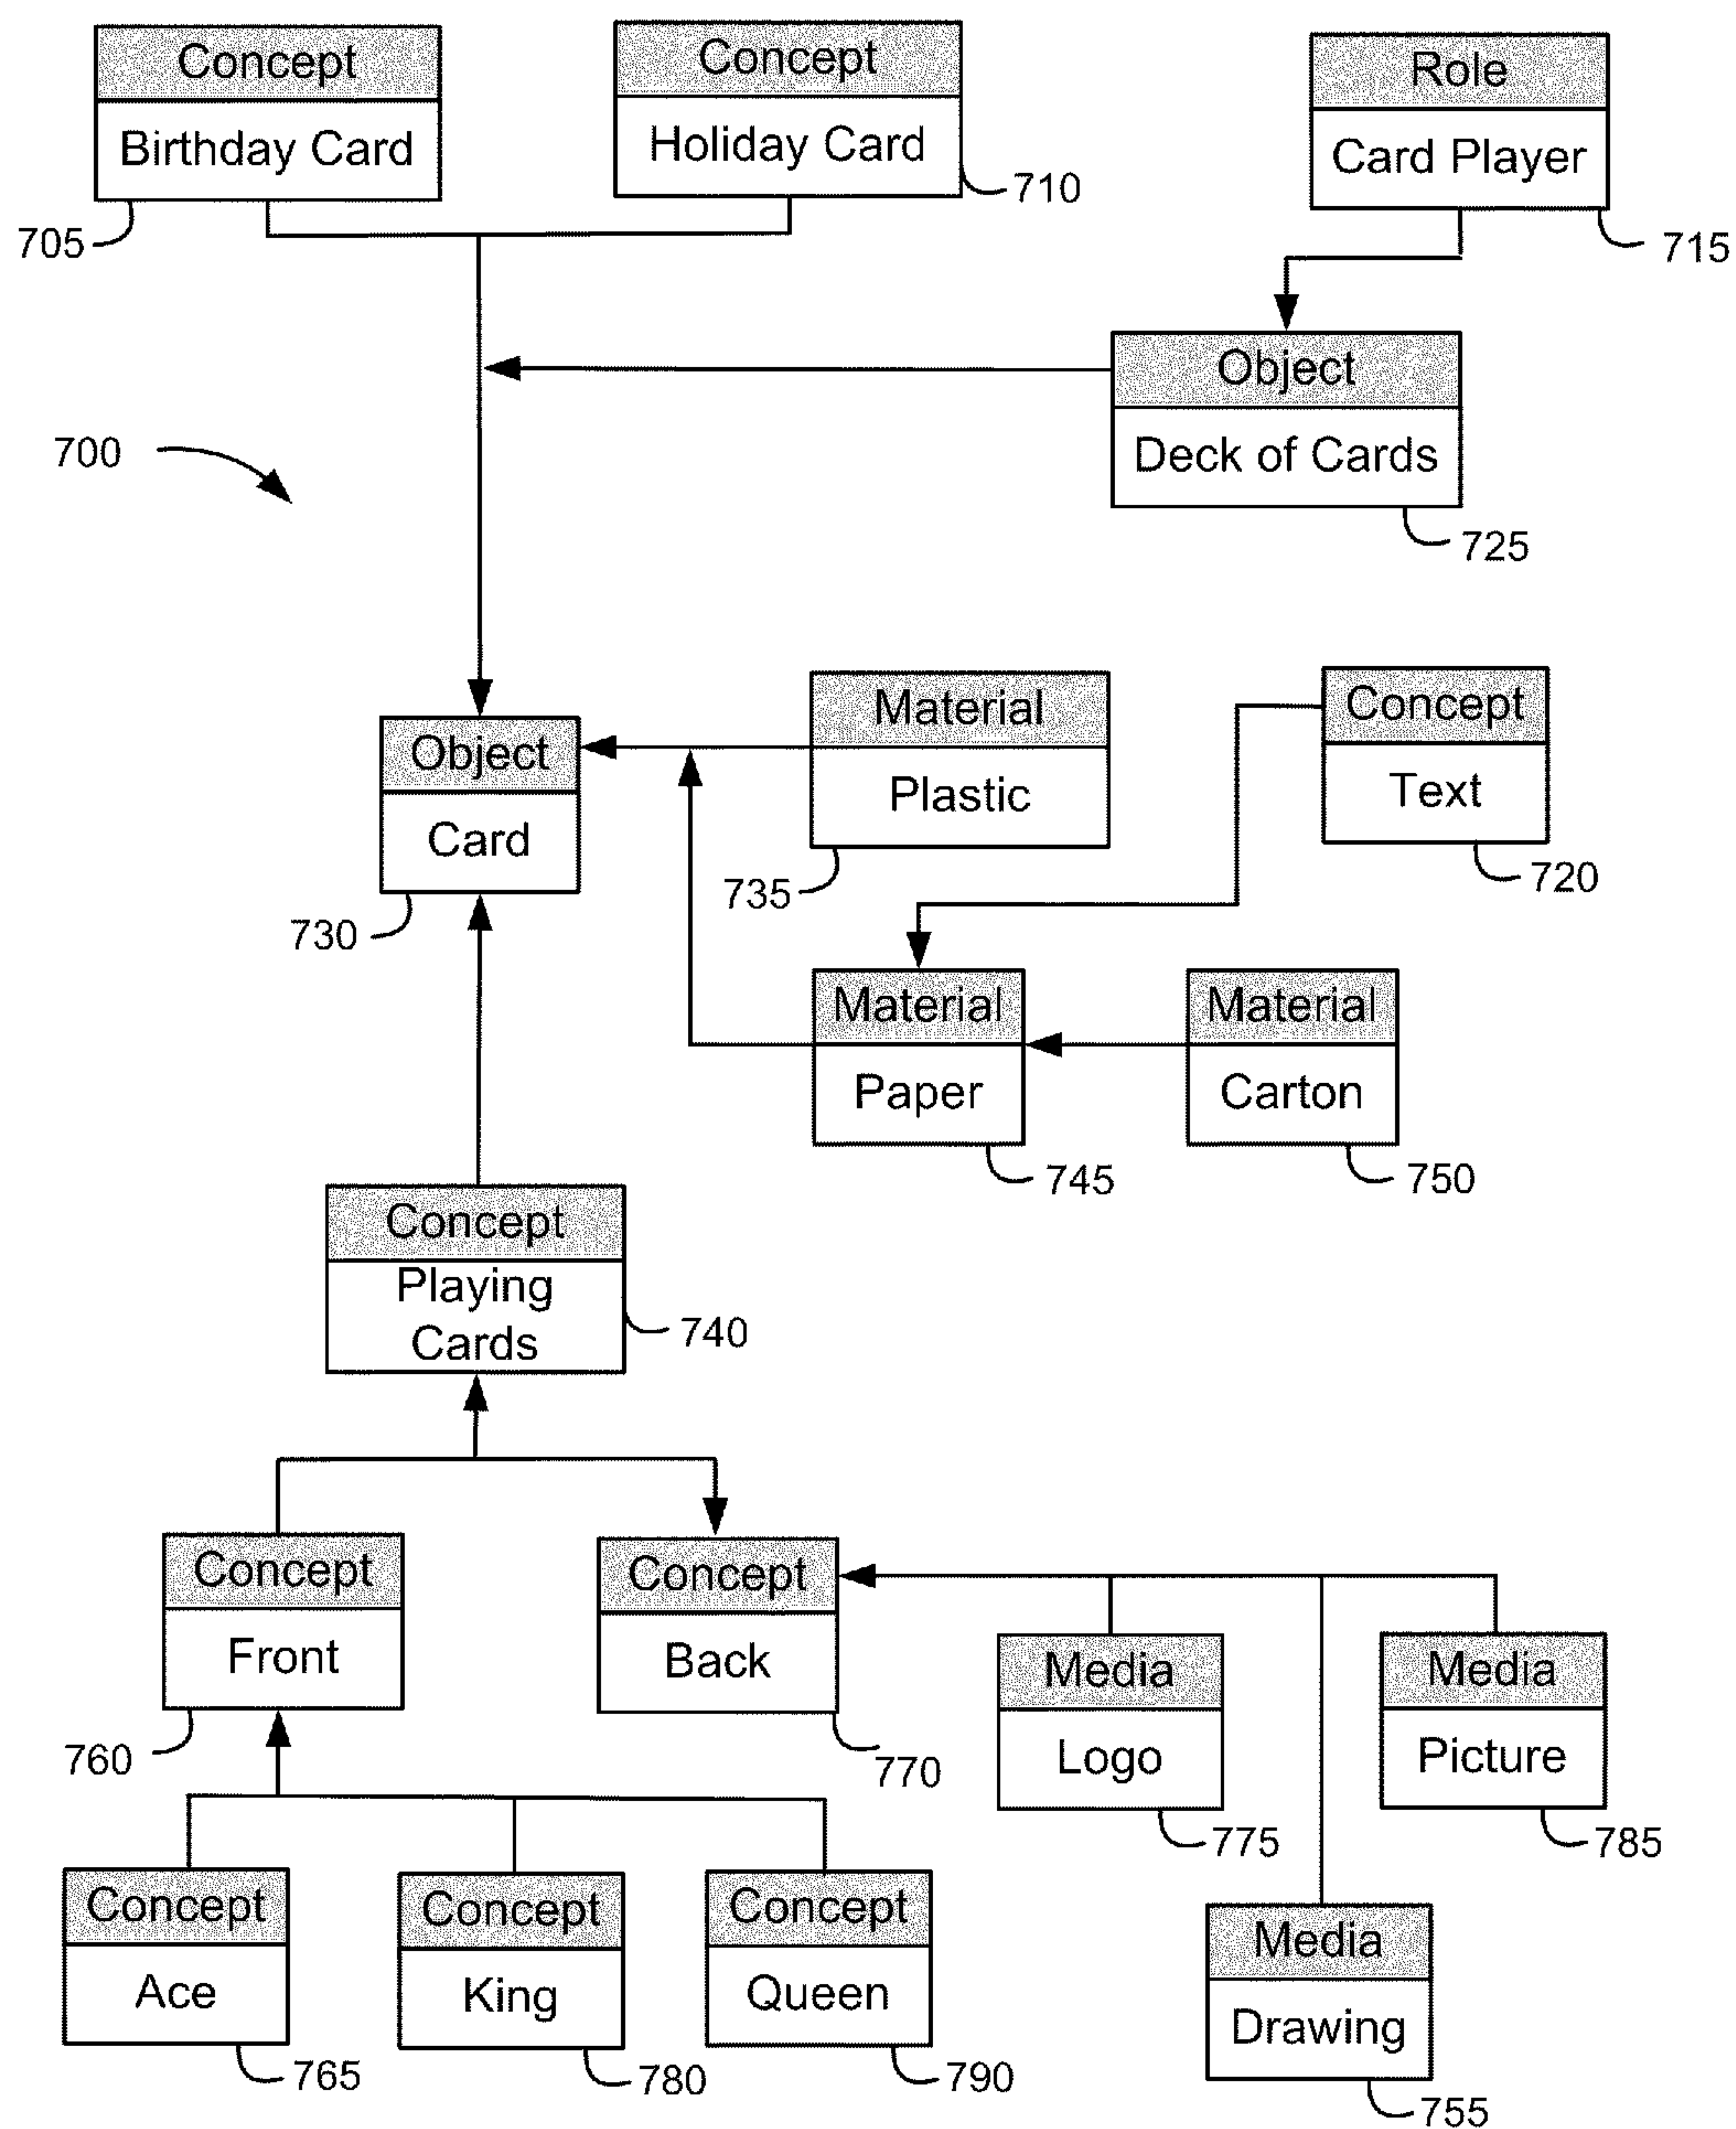 Concept
Birthday Card
705
Concept
Holiday Card
710
Role
Card Player
715
Object
Deck of Cards
725
700
Object
Card
730
Material
Plastic
735
Concept
Text
720
Material
Paper
745
Material
Carton
750
Concept
Playing
Cards
740
Concept
Front
760
Concept
Back
770
Media
Logo
775
Media
Picture
785
Concept
Ace
765
Concept
King
780
Concept
Queen
790
Media
Drawing
755